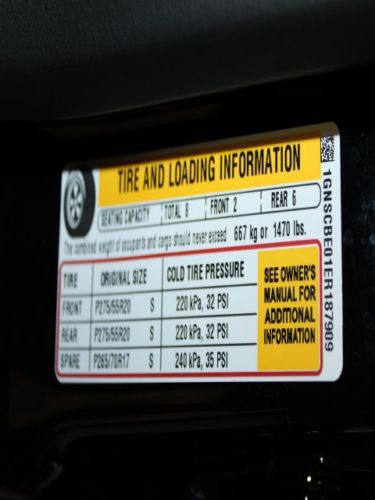 TIRE AND LOADING INFORMATION
SEATING CAPACITY TOTAL 8 FRONT 2 REAR 6
The combined weight of occupants and cargo should never exceed 667 kg or 1470 lbs.
TIRE ORIGINAL SIZE COLD TIRE PRESSURE
FRONT P275/55R20 S 220 kPa, 32 PSI
REAR P275/55R20 S 220 kPa, 32 PSI
SPARE P265/70R17 S 240 kPa, 35 PSI
SEE OWNER'S
MANUAL FOR
ADDITIONAL
INFORMATION
1GNSCBE01ER187909